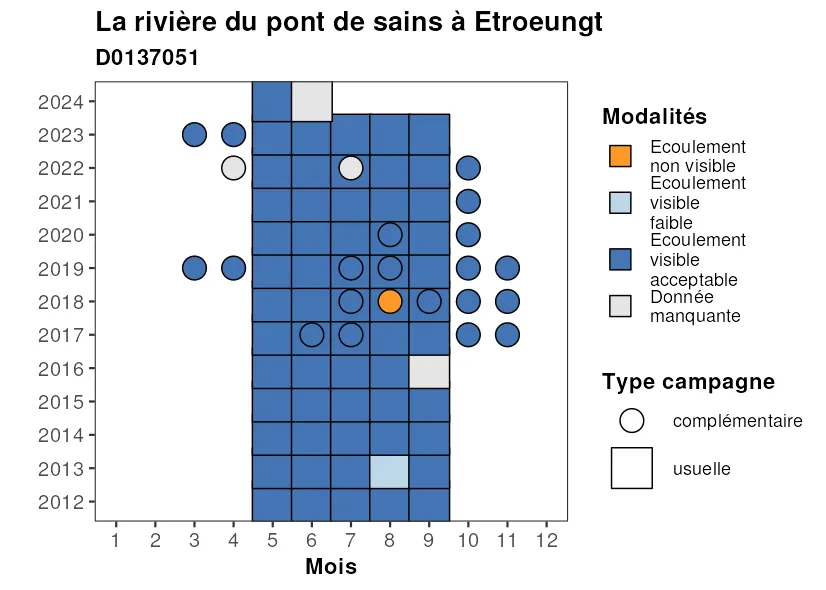 La rivière du pont de sains à Etroeungt
D0137051
2024
2023
2022
2021
2020
2019
2018
2017
2016
2015
2014
2013
2012
1 2 3 4 5 6 7 8 9 10 11 12
Mois
Modalités
Ecoulement
non visible
Ecoulement
visible
faible
Ecoulement
visible
acceptable
Donnée
manquante
Type campagne
complémentaire
usuelle